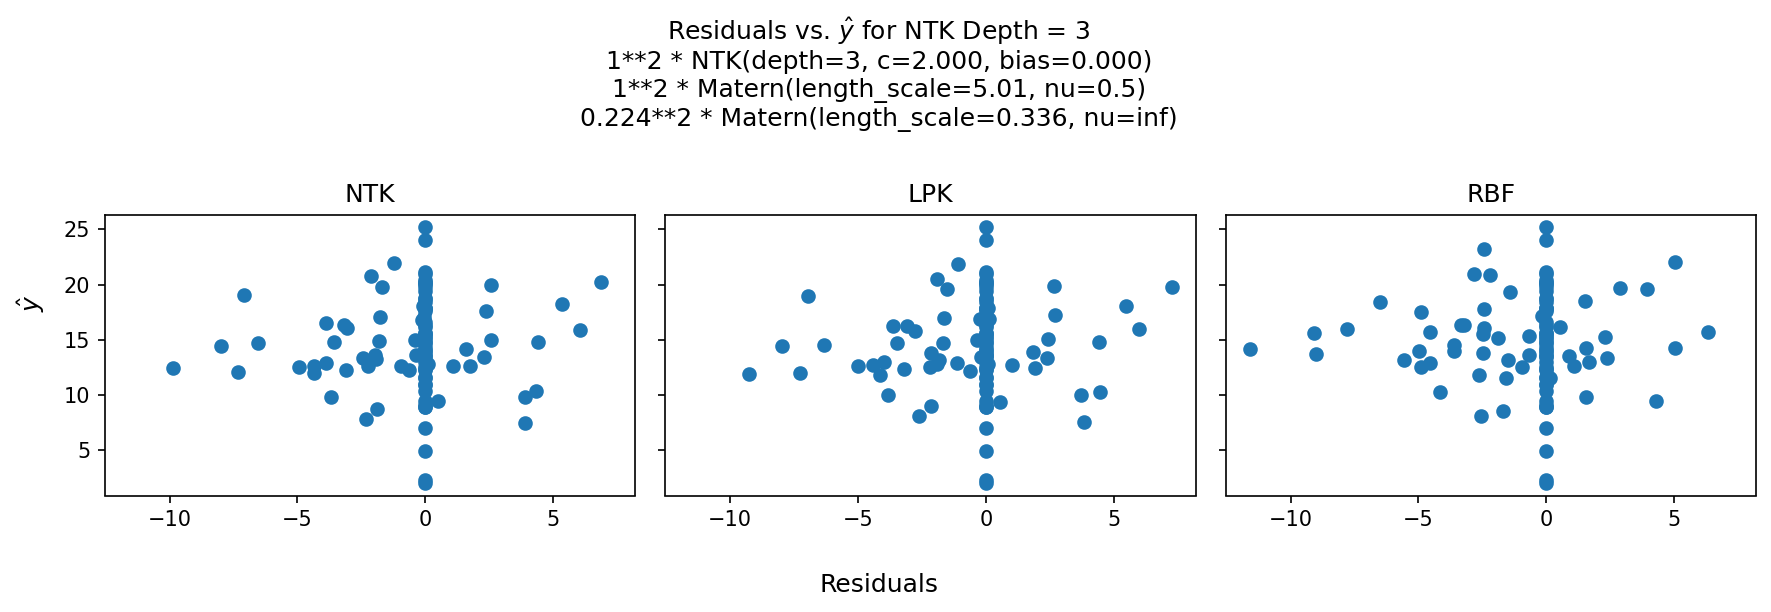 Residuals vs. ŷ for NTK Depth = 3
1**2 * NTK(depth=3, c=2.000, bias=0.000)
1**2 * Matern(length_scale=5.01, nu=0.5)
0.224**2 * Matern(length_scale=0.336, nu=inf)
NTK
LPK
RBF
25
20
15
10
5
ŷ
−10
−5
0
5
−10
−5
0
5
−10
−5
0
5
Residuals